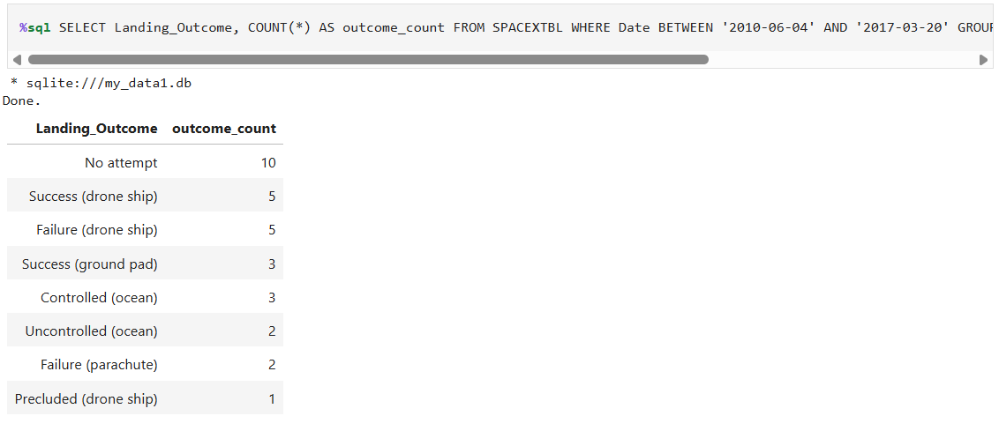 %sql SELECT Landing_Outcome, COUNT(*) AS outcome_count FROM SPACEXTBL WHERE Date BETWEEN '2010-06-04' AND '2017-03-20' GROUP
* sqlite:///my_data1.db
Done.
Landing_Outcome outcome_count
No attempt 10
Success (drone ship) 5
Failure (drone ship) 5
Success (ground pad) 3
Controlled (ocean) 3
Uncontrolled (ocean) 2
Failure (parachute) 2
Precluded (drone ship) 1